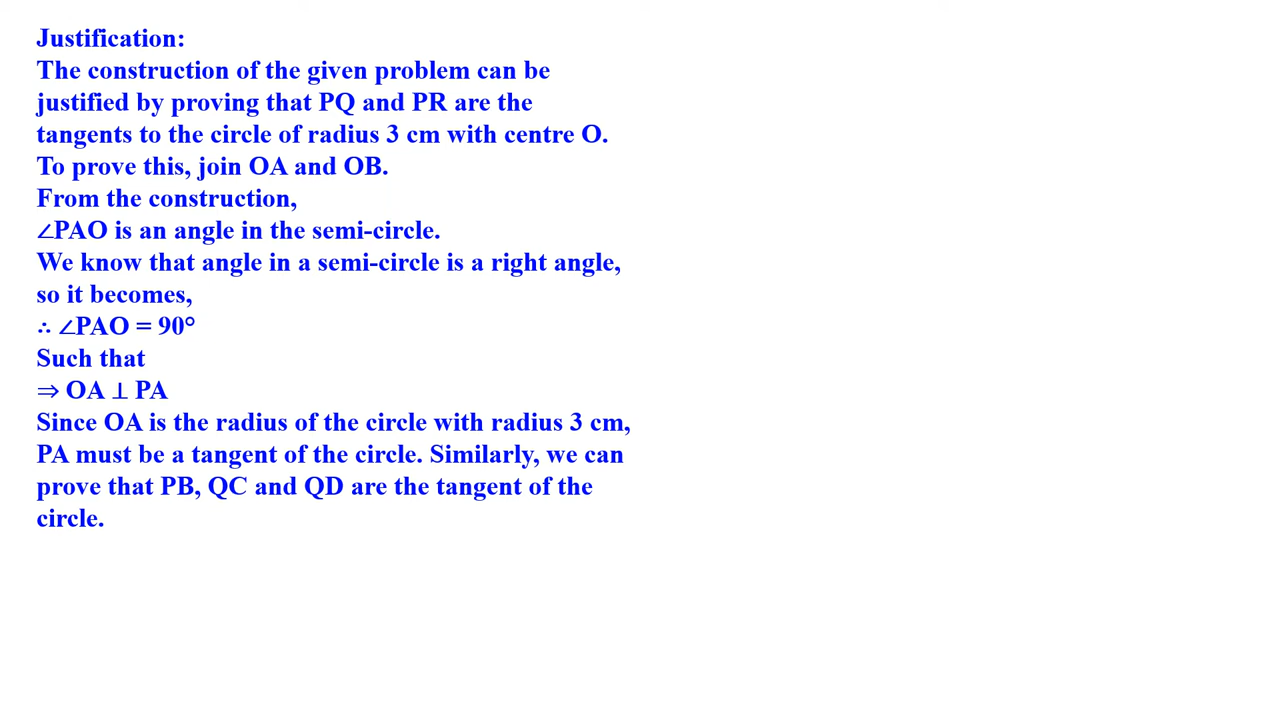 Justification:
The construction of the given problem can be
justified by proving that PQ and PR are the
tangents to the circle of radius 3 cm with centre O.
To prove this, join OA and OB.
From the construction,
∠PAO is an angle in the semi-circle.
We know that angle in a semi-circle is a right angle,
so it becomes,
∴ ∠PAO = 90°
Such that
⇒ OA ⊥ PA
Since OA is the radius of the circle with radius 3 cm,
PA must be a tangent of the circle. Similarly, we can
prove that PB, QC and QD are the tangent of the
circle.